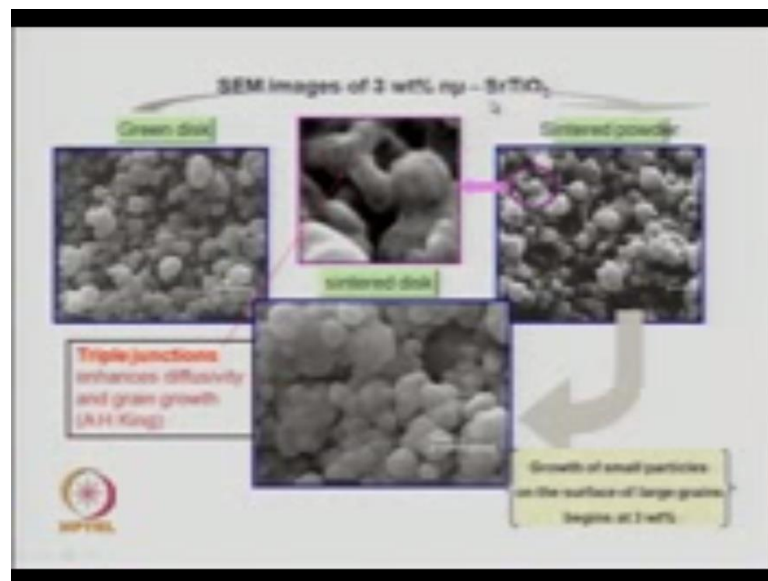 SEM images of 3 wt% nμ – SrTiO3
Green disk
Sintered powder
sintered disk
Triple junctions
enhances diffusivity
and grain growth
(A H King)
Growth of small particles
on the surface of large grains
begins at 3 wt%
NPTEL